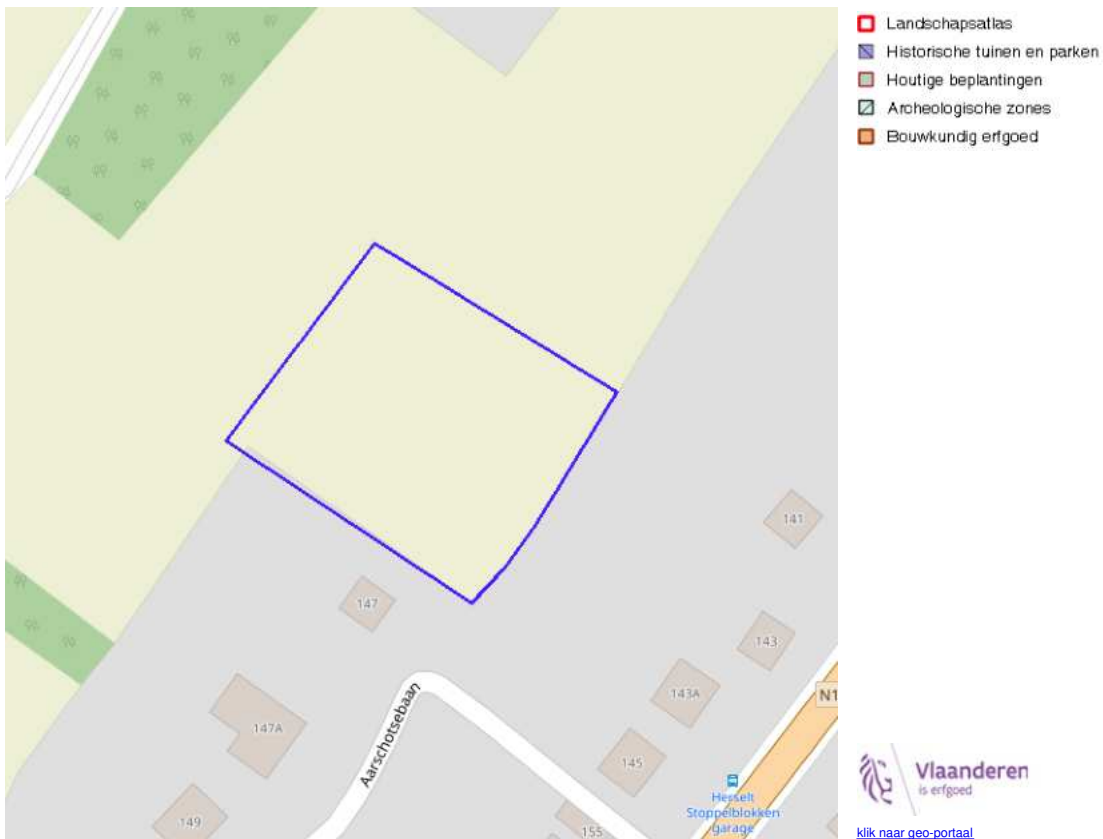 Landschapsatlas
Historische tuinen en parken
Houtige beplantingen
Archeologische zones
Bouwkundig erfgoed
141
147
143
143A
N1
147A
Aarschotsebaan
145
Hesselt
Stoppelblokken
garage
149
155
Vlaanderen
is erfgoed
klik naar geo-portaal